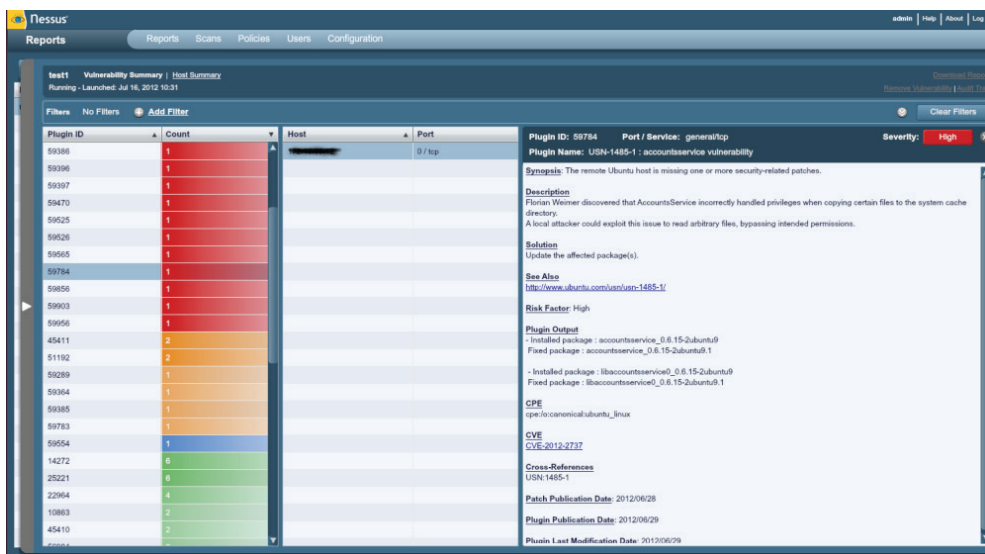 Nessus
admin | Help | About | Log
Reports
Reports Scans Policies Users Configuration
test1 Vulnerability Summary | Host Summary
Running - Launched: Jul 16, 2012 10:31
Download Repo
Remove Vulnerability | Audit Tra
Filters No Filters Add Filter
Clear Filters
Plugin ID Count Host Port
59386 1 0 / tcp
59396 1
59397 1
59470 1
59525 1
59526 1
59565 1
59784 1
59856 1
59903 1
59956 1
45411 2
51192 2
59289 1
59364 1
59385 1
59783 1
59554 1
14272 6
25221 6
22964 4
10863 2
45410 2
Plugin ID: 59784 Port / Service: general/tcp Severity: High
Plugin Name: USN-1485-1 : accountsservice vulnerability
Synopsis: The remote Ubuntu host is missing one or more security-related patches.
Description
Florian Weimer discovered that AccountsService incorrectly handled privileges when copying certain files to the system cache
directory.
A local attacker could exploit this issue to read arbitrary files, bypassing intended permissions.
Solution
Update the affected package(s).
See Also
http://www.ubuntu.com/usn/usn-1485-1/
Risk Factor: High
Plugin Output
- Installed package : accountsservice_0.6.15-2ubuntu9
Fixed package : accountsservice_0.6.15-2ubuntu9.1
- Installed package : libaccountsservice0_0.6.15-2ubuntu9
Fixed package : libaccountsservice0_0.6.15-2ubuntu9.1
CPE
cpe:/o:canonical:ubuntu_linux
CVE
CVE-2012-2737
Cross-References
USN:1485-1
Patch Publication Date: 2012/06/28
Plugin Publication Date: 2012/06/29
Plugin Last Modification Date: 2012/06/29